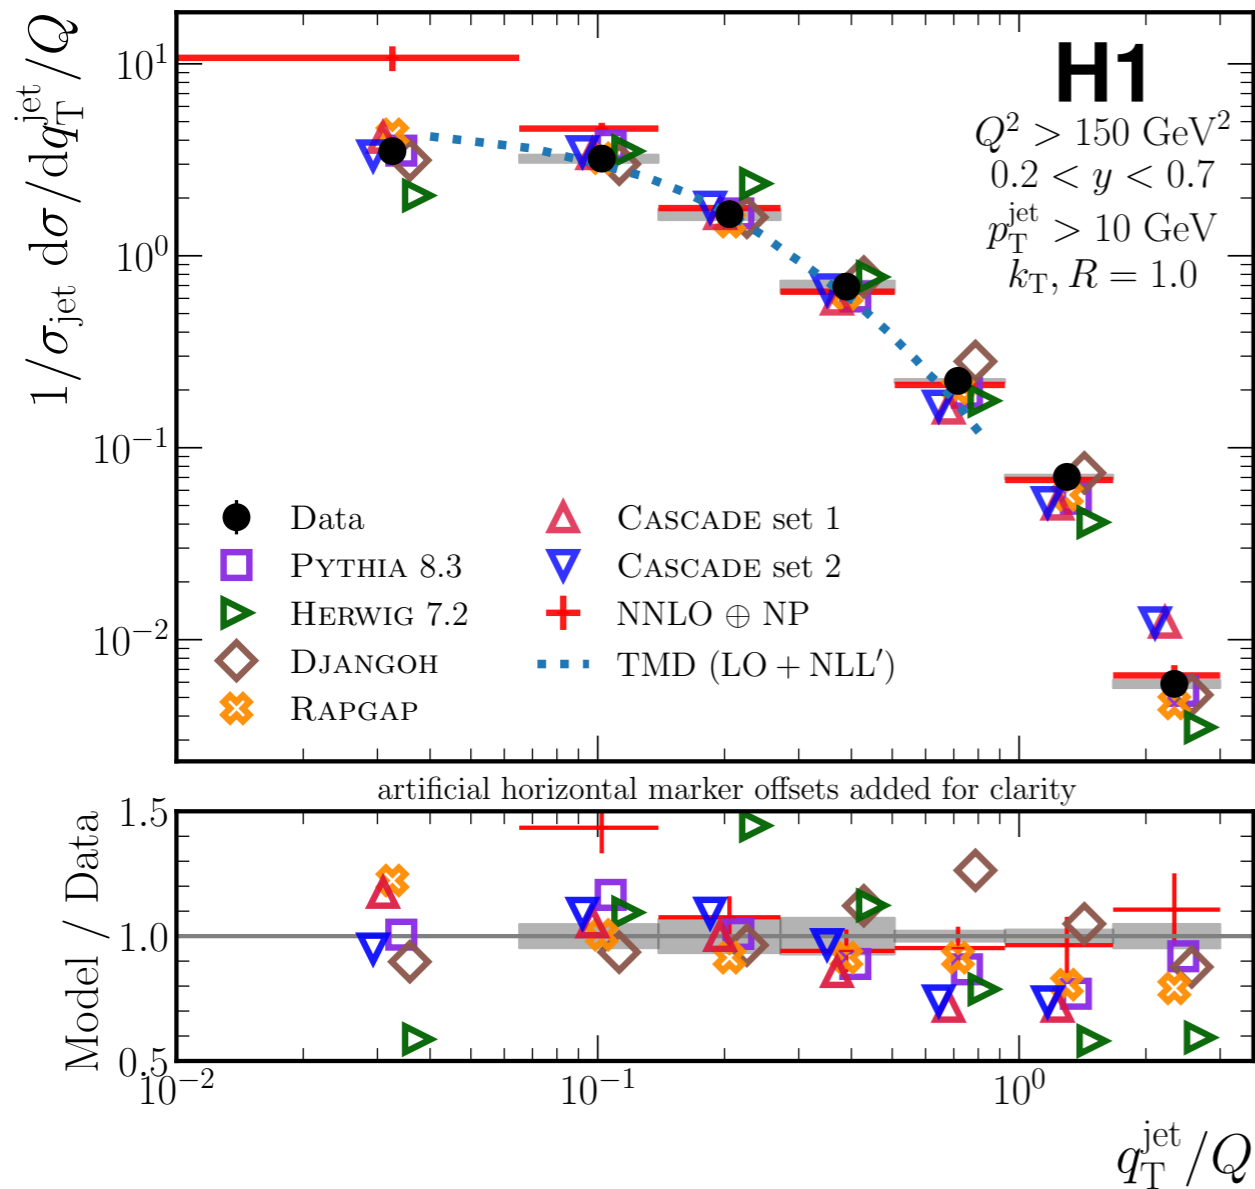 1/σ_jet dσ/dq_T^jet/Q
10^1
10^0
10^−1
10^−2
H1
Q^2 > 150 GeV^2
0.2 < y < 0.7
p_T^jet > 10 GeV
k_T, R = 1.0
Data
PYTHIA 8.3
HERWIG 7.2
DJANGOH
RAPGAP
CASCADE set 1
CASCADE set 2
NNLO ⊕ NP
TMD (LO + NLL′)
artificial horizontal marker offsets added for clarity
Model / Data
1.5
1.0
0.5
10^−2
10^−1
10^0
q_T^jet/Q